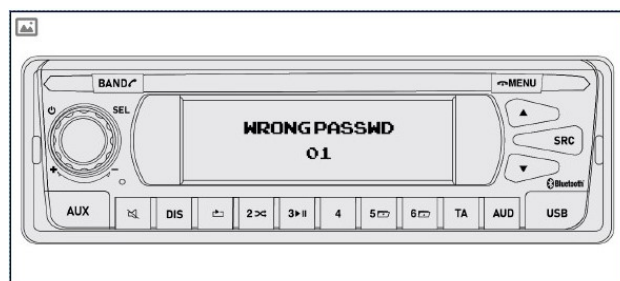 BAND
MENU
SEL
WRONG PASSWD
01
SRC
+
-
Bluetooth
AUX
DIS
2
3
4
5
6
TA
AUD
USB